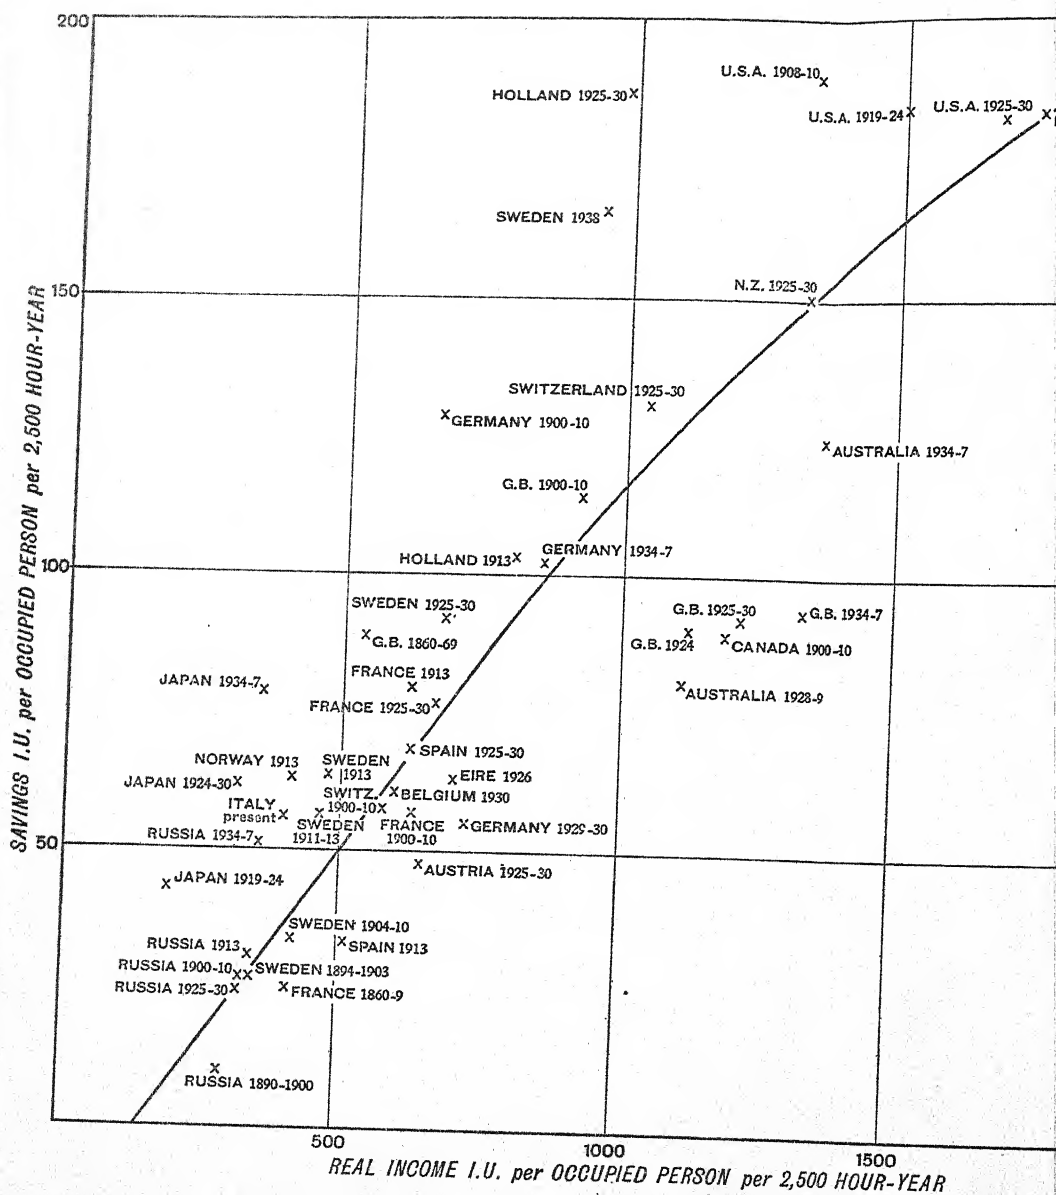 200
U.S.A. 1908-10
HOLLAND 1925-30
U.S.A. 1919-24
U.S.A. 1925-30
SWEDEN 1938
150
N.Z. 1925-30
SWITZERLAND 1925-30
GERMANY 1900-10
AUSTRALIA 1934-7
G.B. 1900-10
HOLLAND 1913
GERMANY 1934-7
100
SWEDEN 1925-30
G.B. 1860-69
G.B. 1925-30
G.B. 1934-7
G.B. 1924
CANADA 1900-10
FRANCE 1913
JAPAN 1934-7
FRANCE 1925-30
AUSTRALIA 1928-9
SPAIN 1925-30
NORWAY 1913
SWEDEN
1913
EIRE 1926
JAPAN 1924-30
SWITZ.
1900-10
BELGIUM 1930
ITALY
present
SWEDEN
1911-13
FRANCE
1900-10
GERMANY 1929-30
RUSSIA 1934-7
50
AUSTRIA 1925-30
JAPAN 1919-24
SWEDEN 1904-10
SPAIN 1913
RUSSIA 1913
RUSSIA 1900-10
SWEDEN 1894-1903
RUSSIA 1925-30
FRANCE 1860-9
RUSSIA 1890-1900
500
1000
1500
REAL INCOME I.U. per OCCUPIED PERSON per 2,500 HOUR-YEAR
SAVINGS I.U. per OCCUPIED PERSON per 2,500 HOUR-YEAR